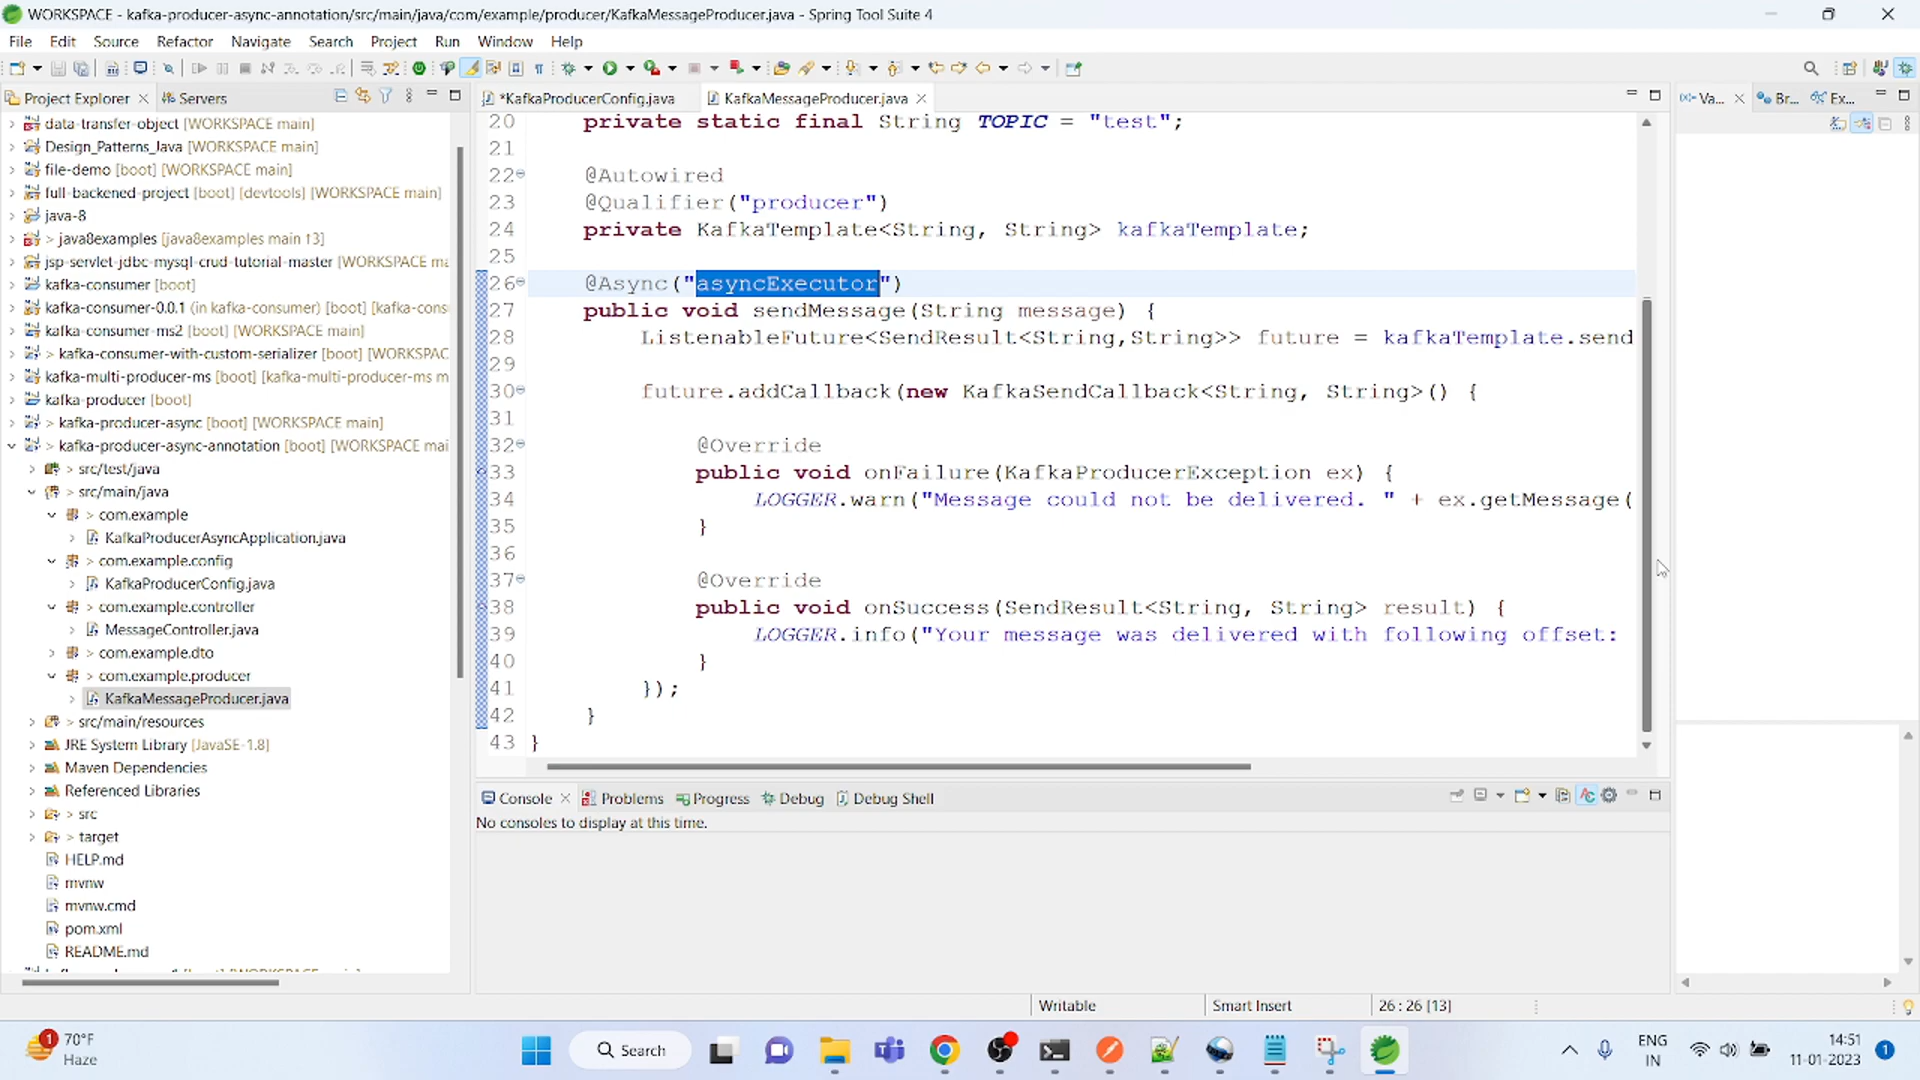 WORKSPACE - kafka-producer-async-annotation/src/main/java/com/example/producer/KafkaMessageProducer.java - Spring Tool Suite 4
File Edit Source Refactor Navigate Search Project Run Window Help
Project Explorer Servers
data-transfer-object [WORKSPACE main]
Design_Patterns_Java [WORKSPACE main]
file-demo [boot] [WORKSPACE main]
full-backened-project [boot] [devtools] [WORKSPACE main]
java-8
> java8examples [java8examples main ↑3]
jsp-servlet-jdbc-mysql-crud-tutorial-master [WORKSPACE ma
kafka-consumer [boot]
kafka-consumer-0.0.1 (in kafka-consumer) [boot] [kafka-cons
kafka-consumer-ms2 [boot] [WORKSPACE main]
> kafka-consumer-with-custom-serializer [boot] [WORKSPAC
kafka-multi-producer-ms [boot] [kafka-multi-producer-ms m
kafka-producer [boot]
> kafka-producer-async [boot] [WORKSPACE main]
> kafka-producer-async-annotation [boot] [WORKSPACE mai
> src/test/java
> src/main/java
> com.example
KafkaProducerAsyncApplication.java
> com.example.config
KafkaProducerConfig.java
> com.example.controller
MessageController.java
> com.example.dto
> com.example.producer
KafkaMessageProducer.java
> src/main/resources
JRE System Library [JavaSE-1.8]
Maven Dependencies
Referenced Libraries
> src
> target
HELP.md
mvnw
mvnw.cmd
pom.xml
README.md
*KafkaProducerConfig.java KafkaMessageProducer.java
20 private static final String TOPIC = "test";
21
22 @Autowired
23 @Qualifier("producer")
24 private KafkaTemplate<String, String> kafkaTemplate;
25
26 @Async("asyncExecutor")
27 public void sendMessage(String message) {
28 ListenableFuture<SendResult<String,String>> future = kafkaTemplate.send
29
30 future.addCallback(new KafkaSendCallback<String, String>() {
31
32 @Override
33 public void onFailure(KafkaProducerException ex) {
34 LOGGER.warn("Message could not be delivered. " + ex.getMessage(
35 }
36
37 @Override
38 public void onSuccess(SendResult<String, String> result) {
39 LOGGER.info("Your message was delivered with following offset:
40 }
41 });
42 }
43 }
Va... Br... Ex...
Console Problems Progress Debug Debug Shell
No consoles to display at this time.
Writable Smart Insert 26 : 26 [13]
1
70°F
Haze
Search
ENG
IN
14:51
11-01-2023
1